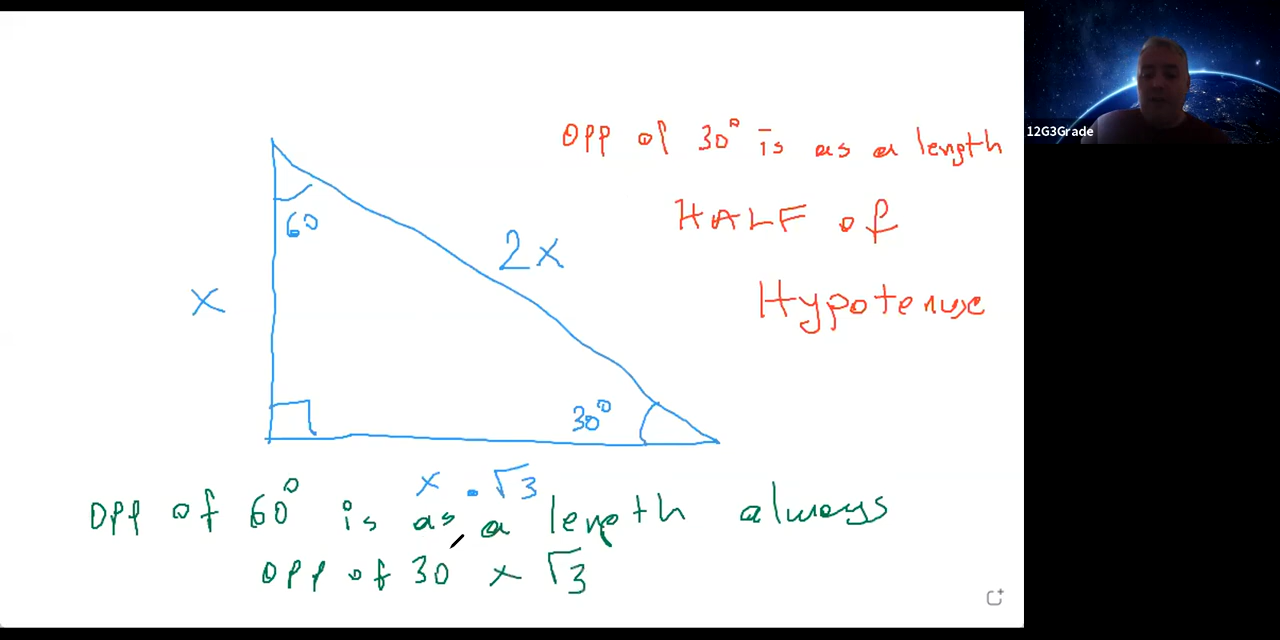 OPP of 30° is as a length
HALF of
Hypotenuse
60
2x
x
30°
x . √3
OPP of 60° is as a length always
OPP of 30 x √3
12G3Grade